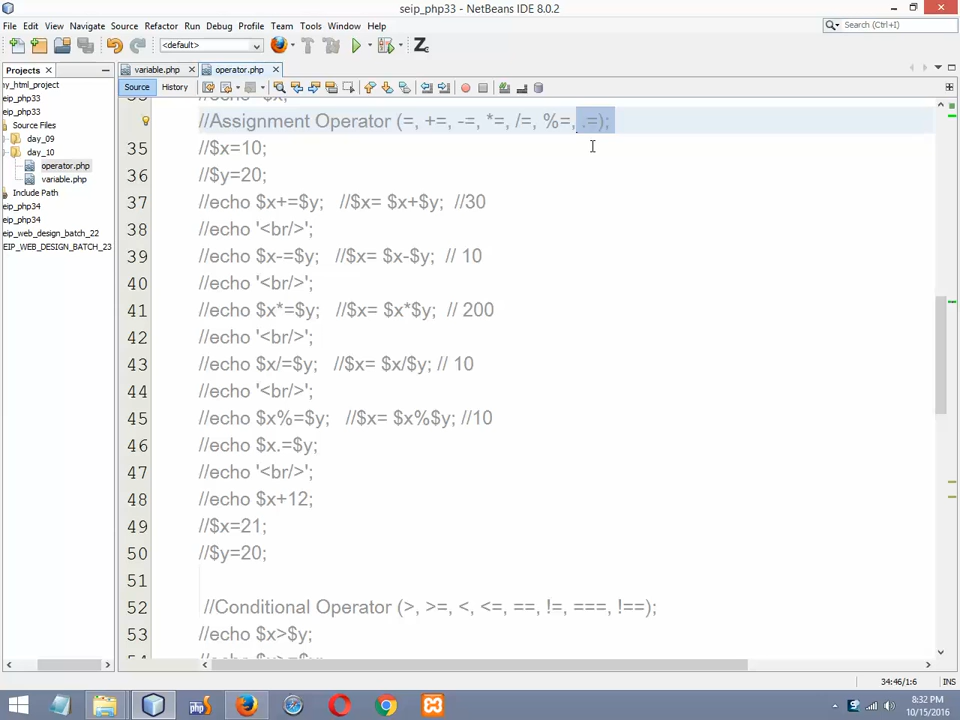 seip_php33 - NetBeans IDE 8.0.2
File Edit View Navigate Source Refactor Run Debug Profile Team Tools Window Help
Search (Ctrl+I)
<default>
Projects
variable.php
operator.php
Source
History
ny_html_project
eip_php33
eip_php33
Source Files
day_09
day_10
operator.php
variable.php
Include Path
eip_php34
eip_php34
eip_web_design_batch_22
EIP_WEB_DESIGN_BATCH_23
//Assignment Operator (=, +=, -=, *=, /=, %=, .=);
35 //$x=10;
36 //$y=20;
37 //echo $x+=$y; //$x= $x+$y; //30
38 //echo '<br/>';
39 //echo $x-=$y; //$x= $x-$y; // 10
40 //echo '<br/>';
41 //echo $x*=$y; //$x= $x*$y; // 200
42 //echo '<br/>';
43 //echo $x/=$y; //$x= $x/$y; // 10
44 //echo '<br/>';
45 //echo $x%=$y; //$x= $x%$y; //10
46 //echo $x.=$y;
47 //echo '<br/>';
48 //echo $x+12;
49 //$x=21;
50 //$y=20;
51
52 //Conditional Operator (>, >=, <, <=, ==, !=, ===, !==);
53 //echo $x>$y;
34:46/1:6
INS
php
8:32 PM
10/15/2016